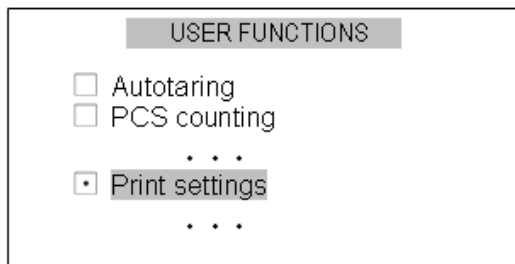 USER FUNCTIONS
Autotaring
PCS counting
. . .
Print settings
. . .